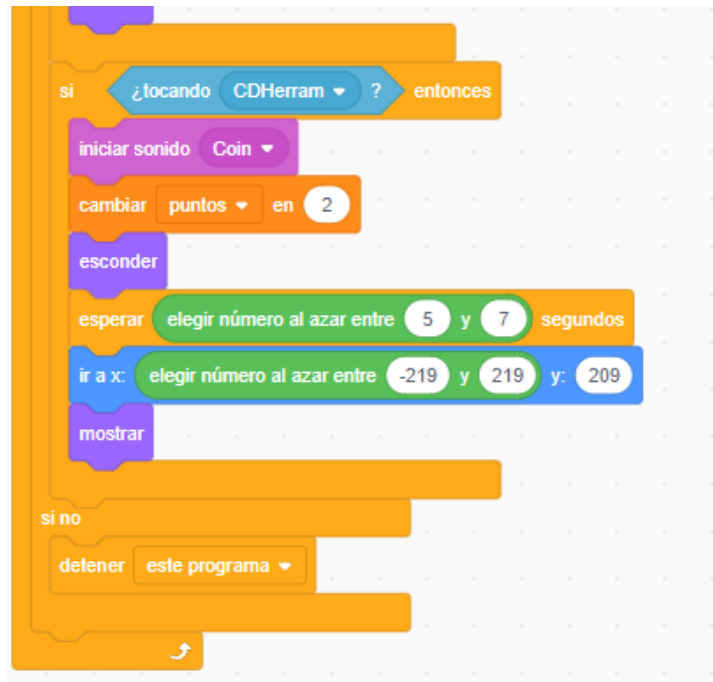 si ¿tocando CDHerram ? entonces
iniciar sonido Coin
cambiar puntos en 2
esconder
esperar elegir número al azar entre 5 y 7 segundos
ir a x: elegir número al azar entre -219 y 219 y: 209
mostrar
si no
detener este programa